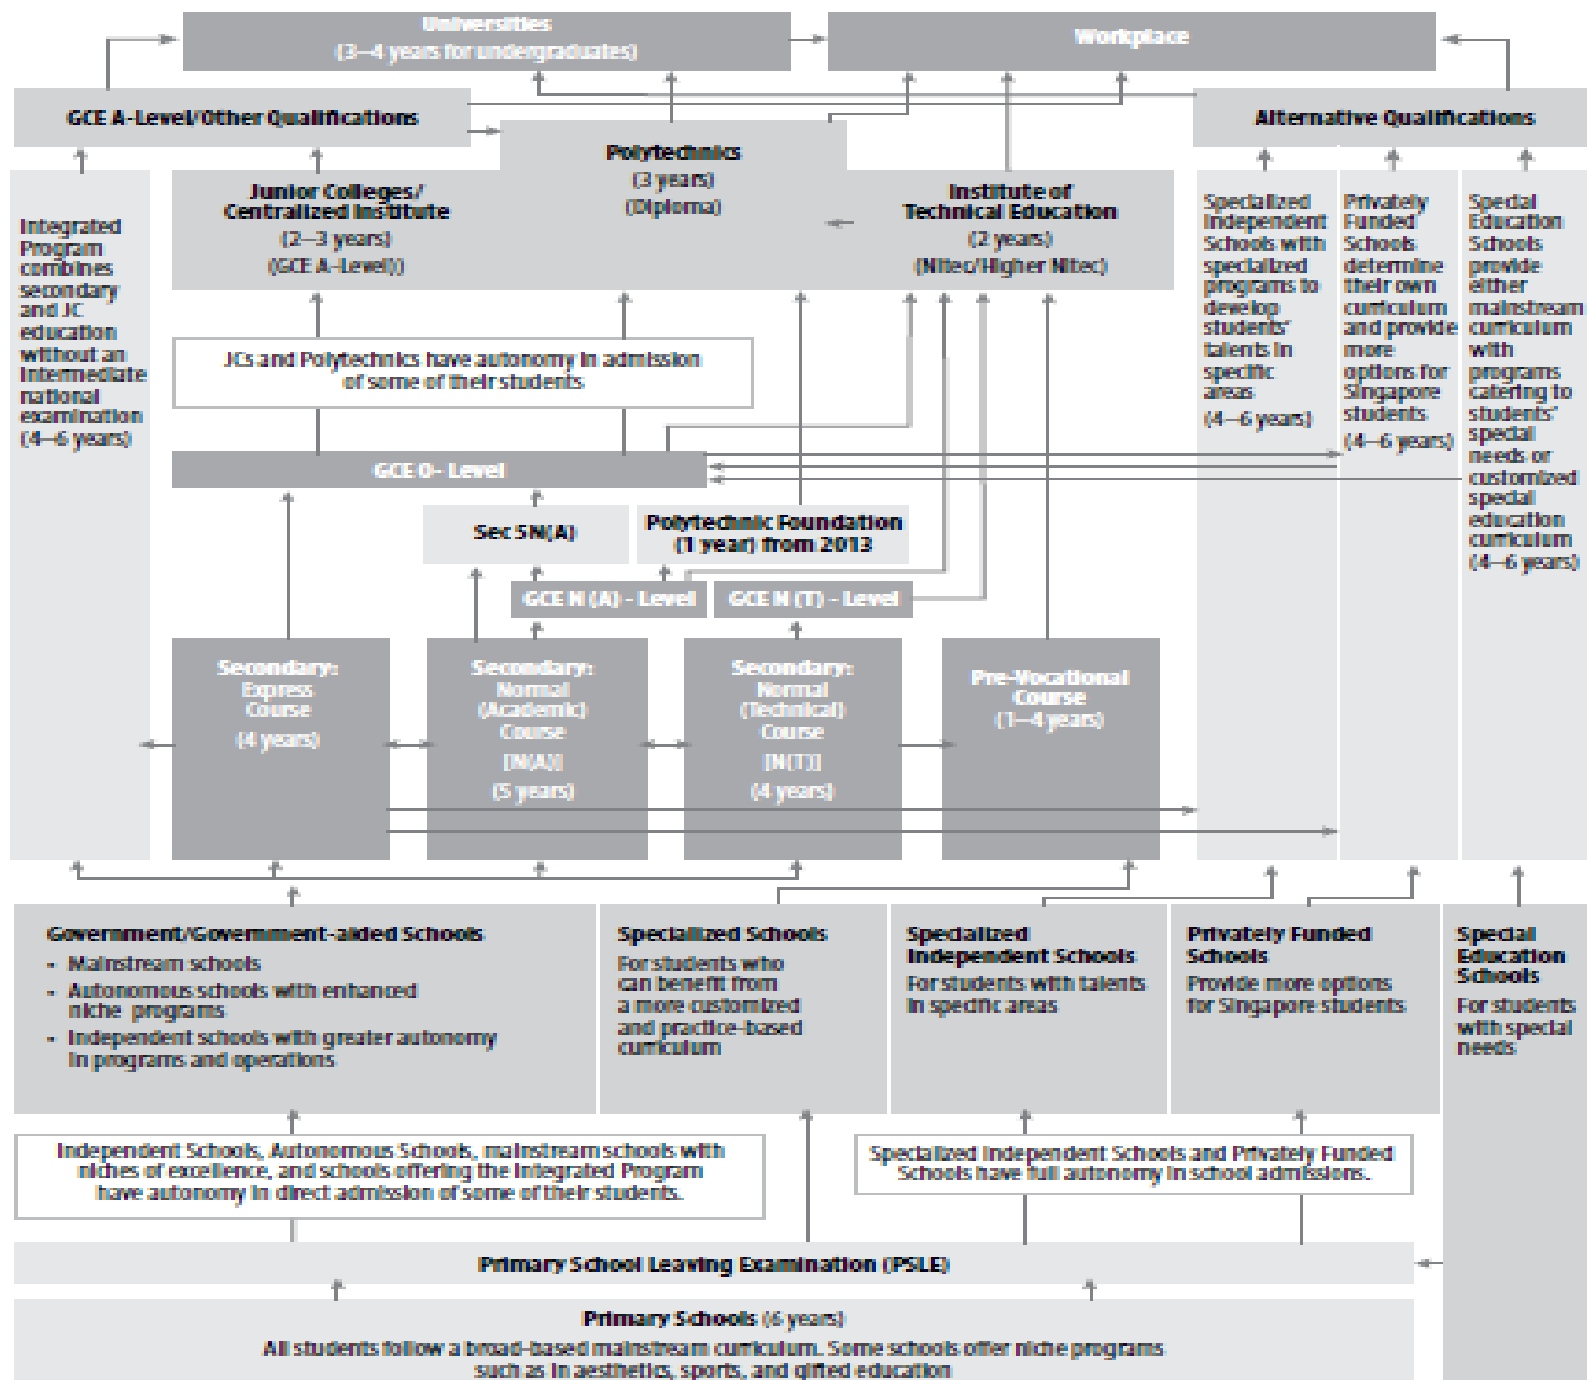 Universities
(3–4 years for undergraduates)
Workplace
GCE A-Level/Other Qualifications
Alternative Qualifications
Polytechnics
(3 years)
(Diploma)
Junior Colleges/
Centralized Institute
(2–3 years)
(GCE A-Level))
Institute of
Technical Education
(2 years)
(Nitec/Higher Nitec)
Integrated
Program
combines
secondary
and JC
education
without an
intermediate
national
examination
(4–6 years)
Specialized
Independent
Schools with
specialized
programs to
develop
students'
talents in
specific
areas
(4–6 years)
Privately
Funded
Schools
determine
their own
curriculum
and provide
more
options for
Singapore
students
(4–6 years)
Special
Education
Schools
provide
either
mainstream
curriculum
with
programs
catering to
students'
special
needs or
customized
special
education
curriculum
(4–6 years)
JCs and Polytechnics have autonomy in admission
of some of their students
GCE O- Level
Sec 5N(A)
Polytechnic Foundation
(1 year) from 2013
GCE N (A) - Level
GCE N (T) - Level
Secondary:
Express
Course
(4 years)
Secondary:
Normal
(Academic)
Course
[N(A)]
(5 years)
Secondary:
Normal
(Technical)
Course
[N(T)]
(4 years)
Pre-Vocational
Course
(1–4 years)
Government/Government-aided Schools
- Mainstream schools
- Autonomous schools with enhanced
niche programs
- Independent schools with greater autonomy
in programs and operations
Specialized Schools
For students who
can benefit from
a more customized
and practice-based
curriculum
Specialized
Independent Schools
For students with talents
in specific areas
Privately Funded
Schools
Provide more options
for Singapore students
Special
Education
Schools
For students
with special
needs
Independent Schools, Autonomous Schools, mainstream schools with
niches of excellence, and schools offering the Integrated Program
have autonomy in direct admission of some of their students.
Specialized Independent Schools and Privately Funded
Schools have full autonomy in school admissions.
Primary School Leaving Examination (PSLE)
Primary Schools (6 years)
All students follow a broad-based mainstream curriculum. Some schools offer niche programs
such as in aesthetics, sports, and gifted education